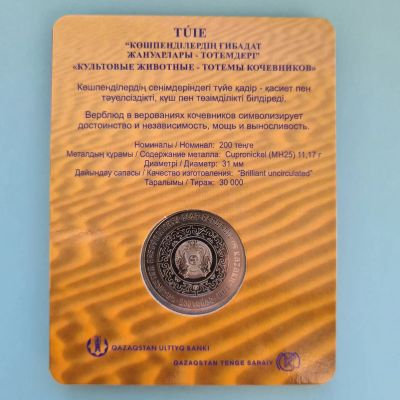 TÚIE
"КӨШПЕНДІЛЕРДІҢ ҒИБАДАТ
ЖАНУАРЛАРЫ - ТОТЕМДЕРІ"
«КУЛЬТОВЫЕ ЖИВОТНЫЕ - ТОТЕМЫ КОЧЕВНИКОВ»
Көшпенділердің сенімдеріндегі түйе қадір - қасиет пен
тәуелсіздікті, күш пен төзімділікті білдіреді.
Верблюд в верованиях кочевников символизирует
достоинство и независимость, мощь и выносливость.
Номиналы / Номинал: 200 теңге
Металдың құрамы / Содержание металла: Cupronickel (МН25) 11,17 г
Диаметрі / Диаметр: 31 мм
Дайындау сапасы / Качество изготовления: "Brilliant uncirculated"
Таралымы / Тираж: 30 000
QAZAQSTAN ULTTYQ BANKI
QAZAQSTAN TENGE SARAIY